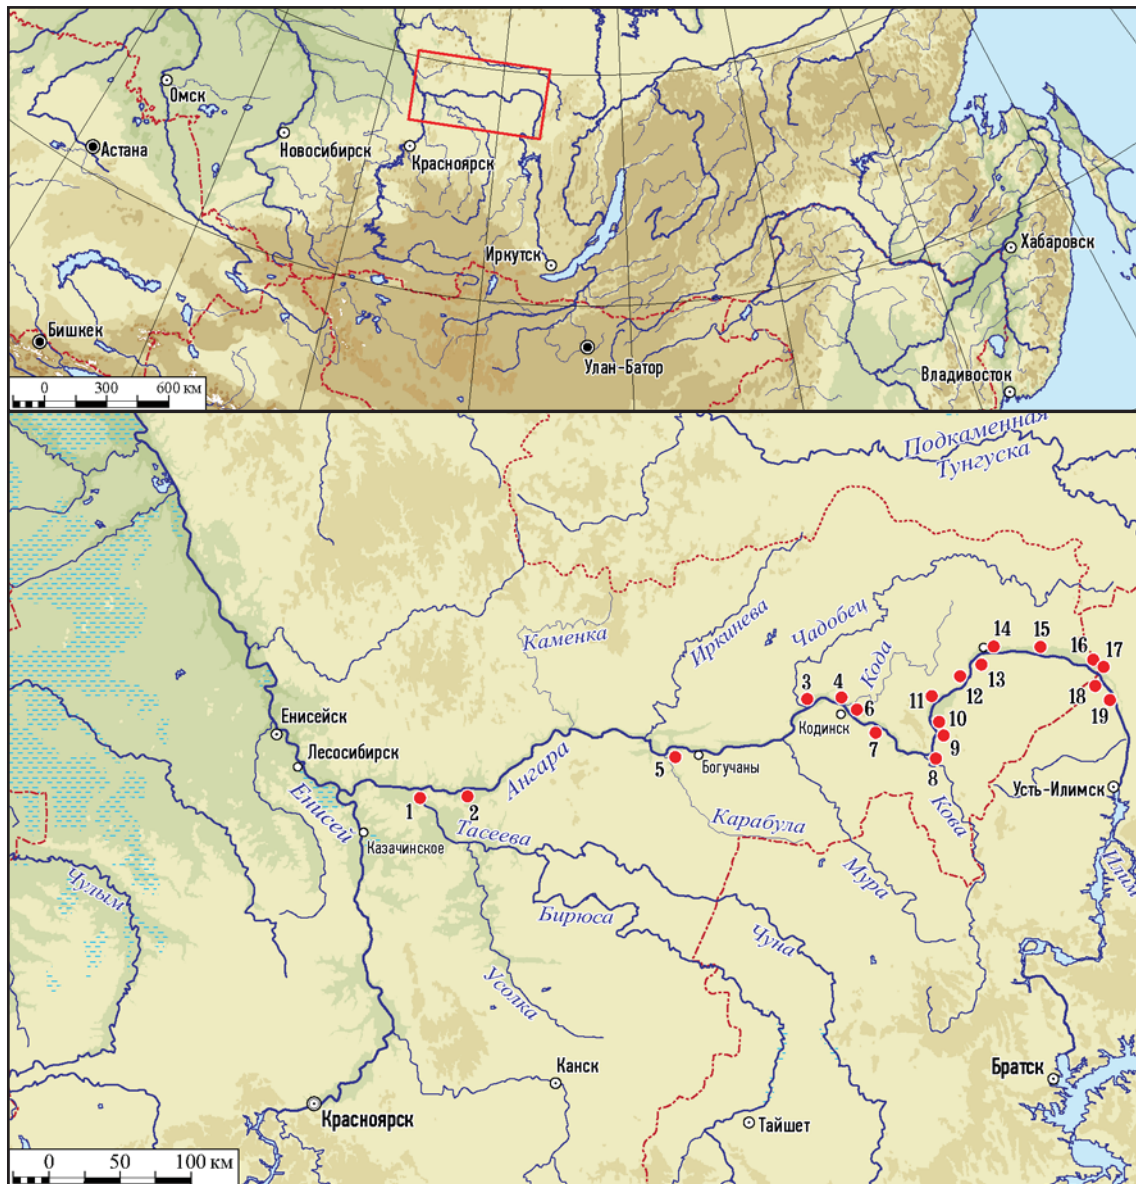 Омск
Астана
Новосибирск
Красноярск
Иркутск
Хабаровск
Бишкек
Улан-Батор
Владивосток
0 300 600 км
Подкаменная
Тунгуска
Каменка
Иркинева
Чадобец
Кода
14
15
16
17
3
4
6
11
12
13
18
19
Енисейск
Кодинск
10
7
9
Лесосибирск
Ангара
5
Богучаны
8
Усть-Илимск
Енисей
1
2
Тасеева
Карабула
Кова
Казачинское
Мура
Илим
Чулым
Бирюса
Чуна
Усолка
Канск
Братск
Красноярск
Тайшет
0 50 100 км